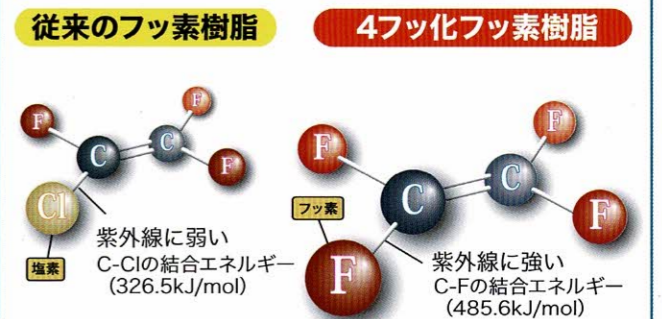 従来のフッ素樹脂
4フッ化フッ素樹脂
F
F
C
C
F
Cl
塩素
紫外線に弱い
C-Clの結合エネルギー
(326.5kJ/mol)
F
F
C
C
F
フッ素
F
紫外線に強い
C-Fの結合エネルギー
(485.6kJ/mol)